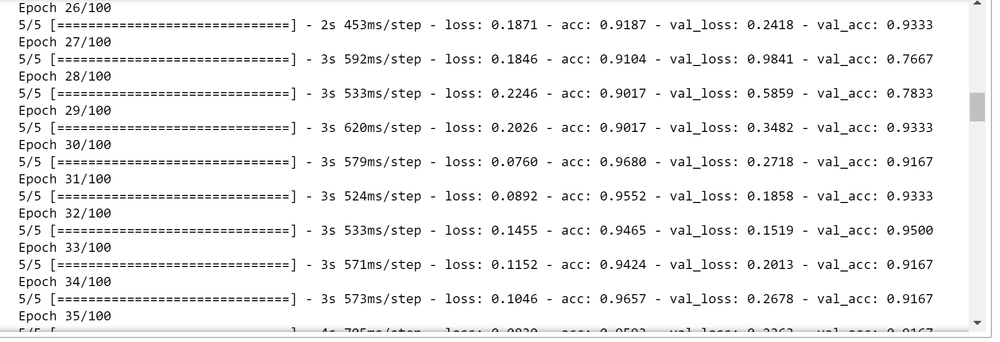 Epoch 26/100
5/5 [==============================] - 2s 453ms/step - loss: 0.1871 - acc: 0.9187 - val_loss: 0.2418 - val_acc: 0.9333
Epoch 27/100
5/5 [==============================] - 3s 592ms/step - loss: 0.1846 - acc: 0.9104 - val_loss: 0.9841 - val_acc: 0.7667
Epoch 28/100
5/5 [==============================] - 3s 533ms/step - loss: 0.2246 - acc: 0.9017 - val_loss: 0.5859 - val_acc: 0.7833
Epoch 29/100
5/5 [==============================] - 3s 620ms/step - loss: 0.2026 - acc: 0.9017 - val_loss: 0.3482 - val_acc: 0.9333
Epoch 30/100
5/5 [==============================] - 3s 579ms/step - loss: 0.0760 - acc: 0.9680 - val_loss: 0.2718 - val_acc: 0.9167
Epoch 31/100
5/5 [==============================] - 3s 524ms/step - loss: 0.0892 - acc: 0.9552 - val_loss: 0.1858 - val_acc: 0.9333
Epoch 32/100
5/5 [==============================] - 3s 533ms/step - loss: 0.1455 - acc: 0.9465 - val_loss: 0.1519 - val_acc: 0.9500
Epoch 33/100
5/5 [==============================] - 3s 571ms/step - loss: 0.1152 - acc: 0.9424 - val_loss: 0.2013 - val_acc: 0.9167
Epoch 34/100
5/5 [==============================] - 3s 573ms/step - loss: 0.1046 - acc: 0.9657 - val_loss: 0.2678 - val_acc: 0.9167
Epoch 35/100